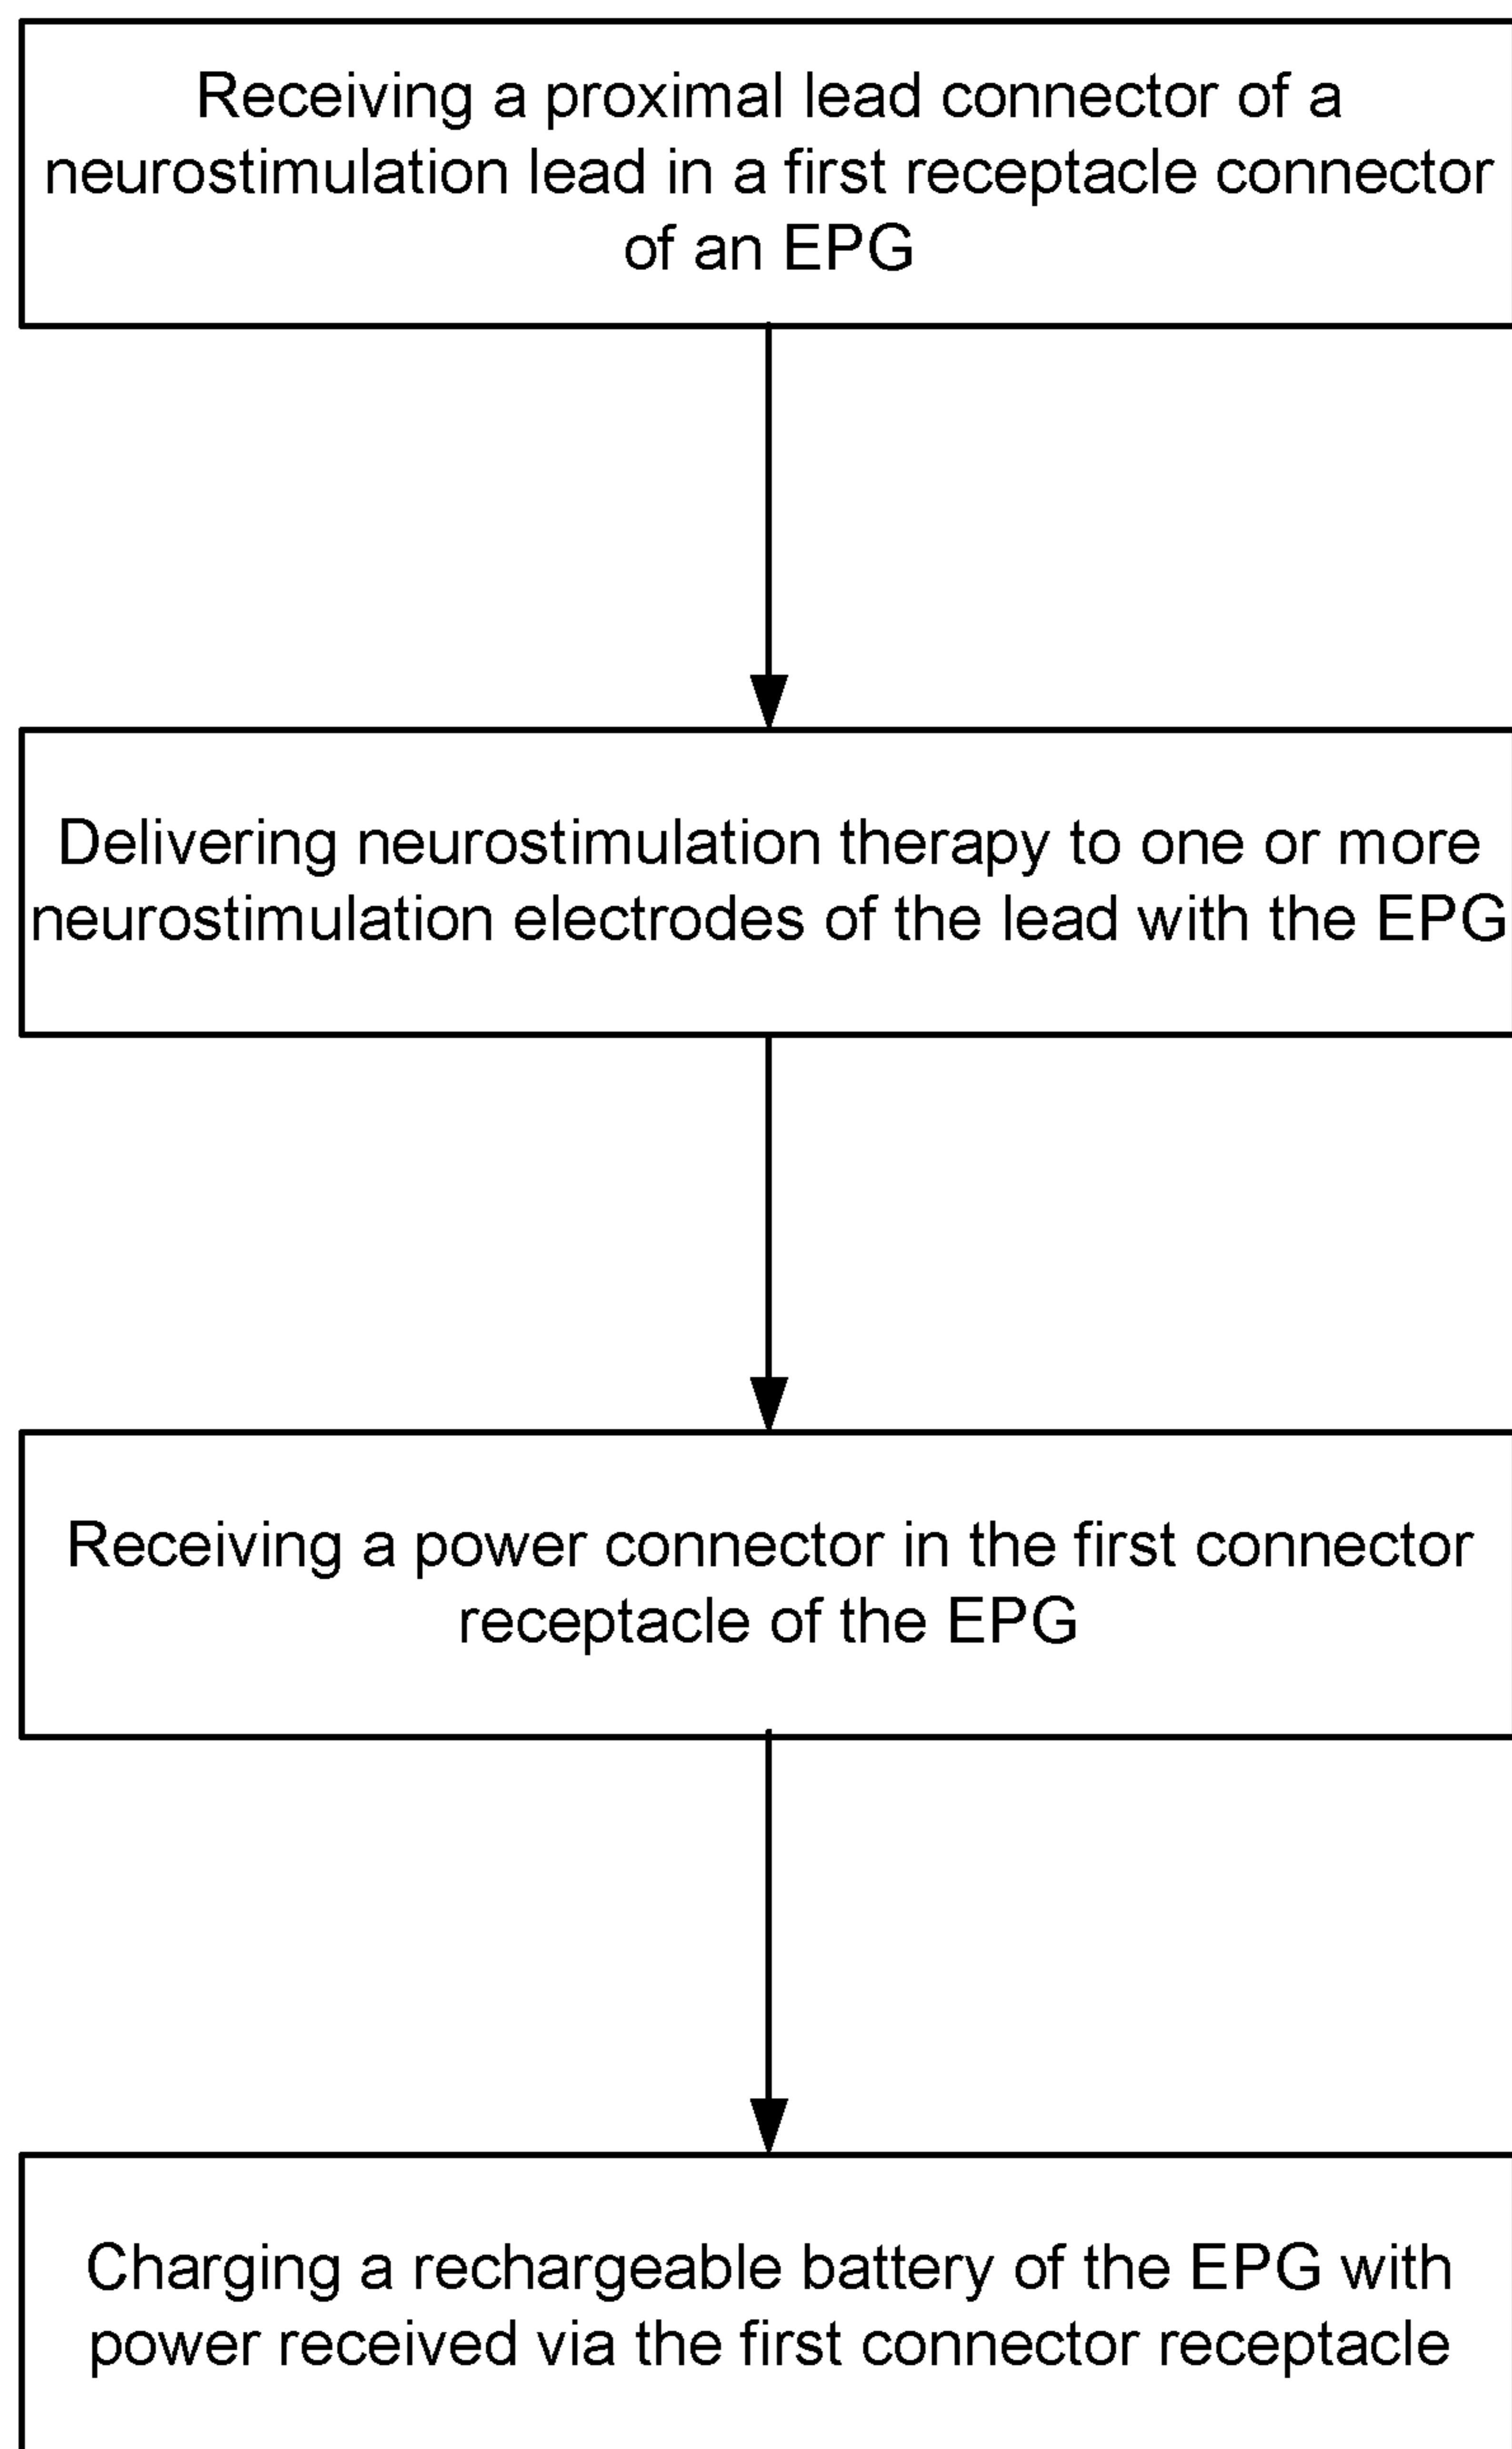 Receiving a proximal lead connector of a
neurostimulation lead in a first receptacle connector
of an EPG
Delivering neurostimulation therapy to one or more
neurostimulation electrodes of the lead with the EPG
Receiving a power connector in the first connector
receptacle of the EPG
Charging a rechargeable battery of the EPG with
power received via the first connector receptacle